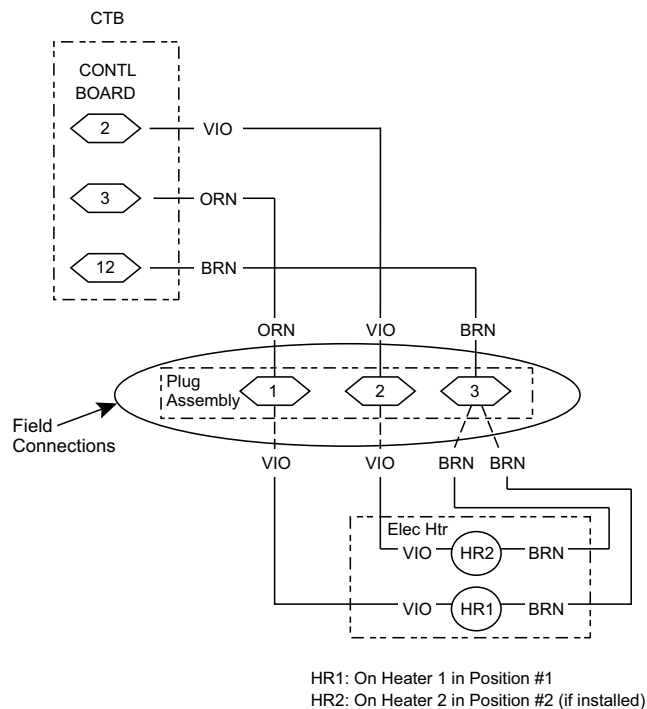 CTB
CONTL
BOARD
2
VIO
3
ORN
12
BRN
ORN
VIO
BRN
Plug
Assembly
1
2
3
Field
Connections
VIO
VIO
BRN
BRN
Elec Htr
VIO
HR2
BRN
VIO
HR1
BRN
HR1: On Heater 1 in Position #1
HR2: On Heater 2 in Position #2 (if installed)